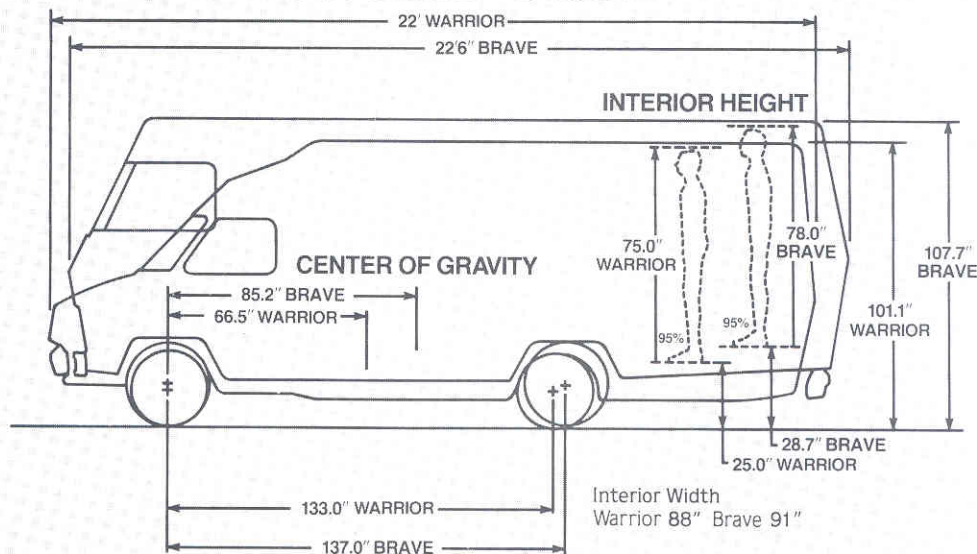 22' WARRIOR
22'6" BRAVE
INTERIOR HEIGHT
CENTER OF GRAVITY
85.2" BRAVE
66.5" WARRIOR
75.0"
WARRIOR
78.0"
BRAVE
107.7"
BRAVE
101.1"
WARRIOR
95%
95%
28.7" BRAVE
25.0" WARRIOR
133.0" WARRIOR
137.0" BRAVE
Interior Width
Warrior 88" Brave 91"